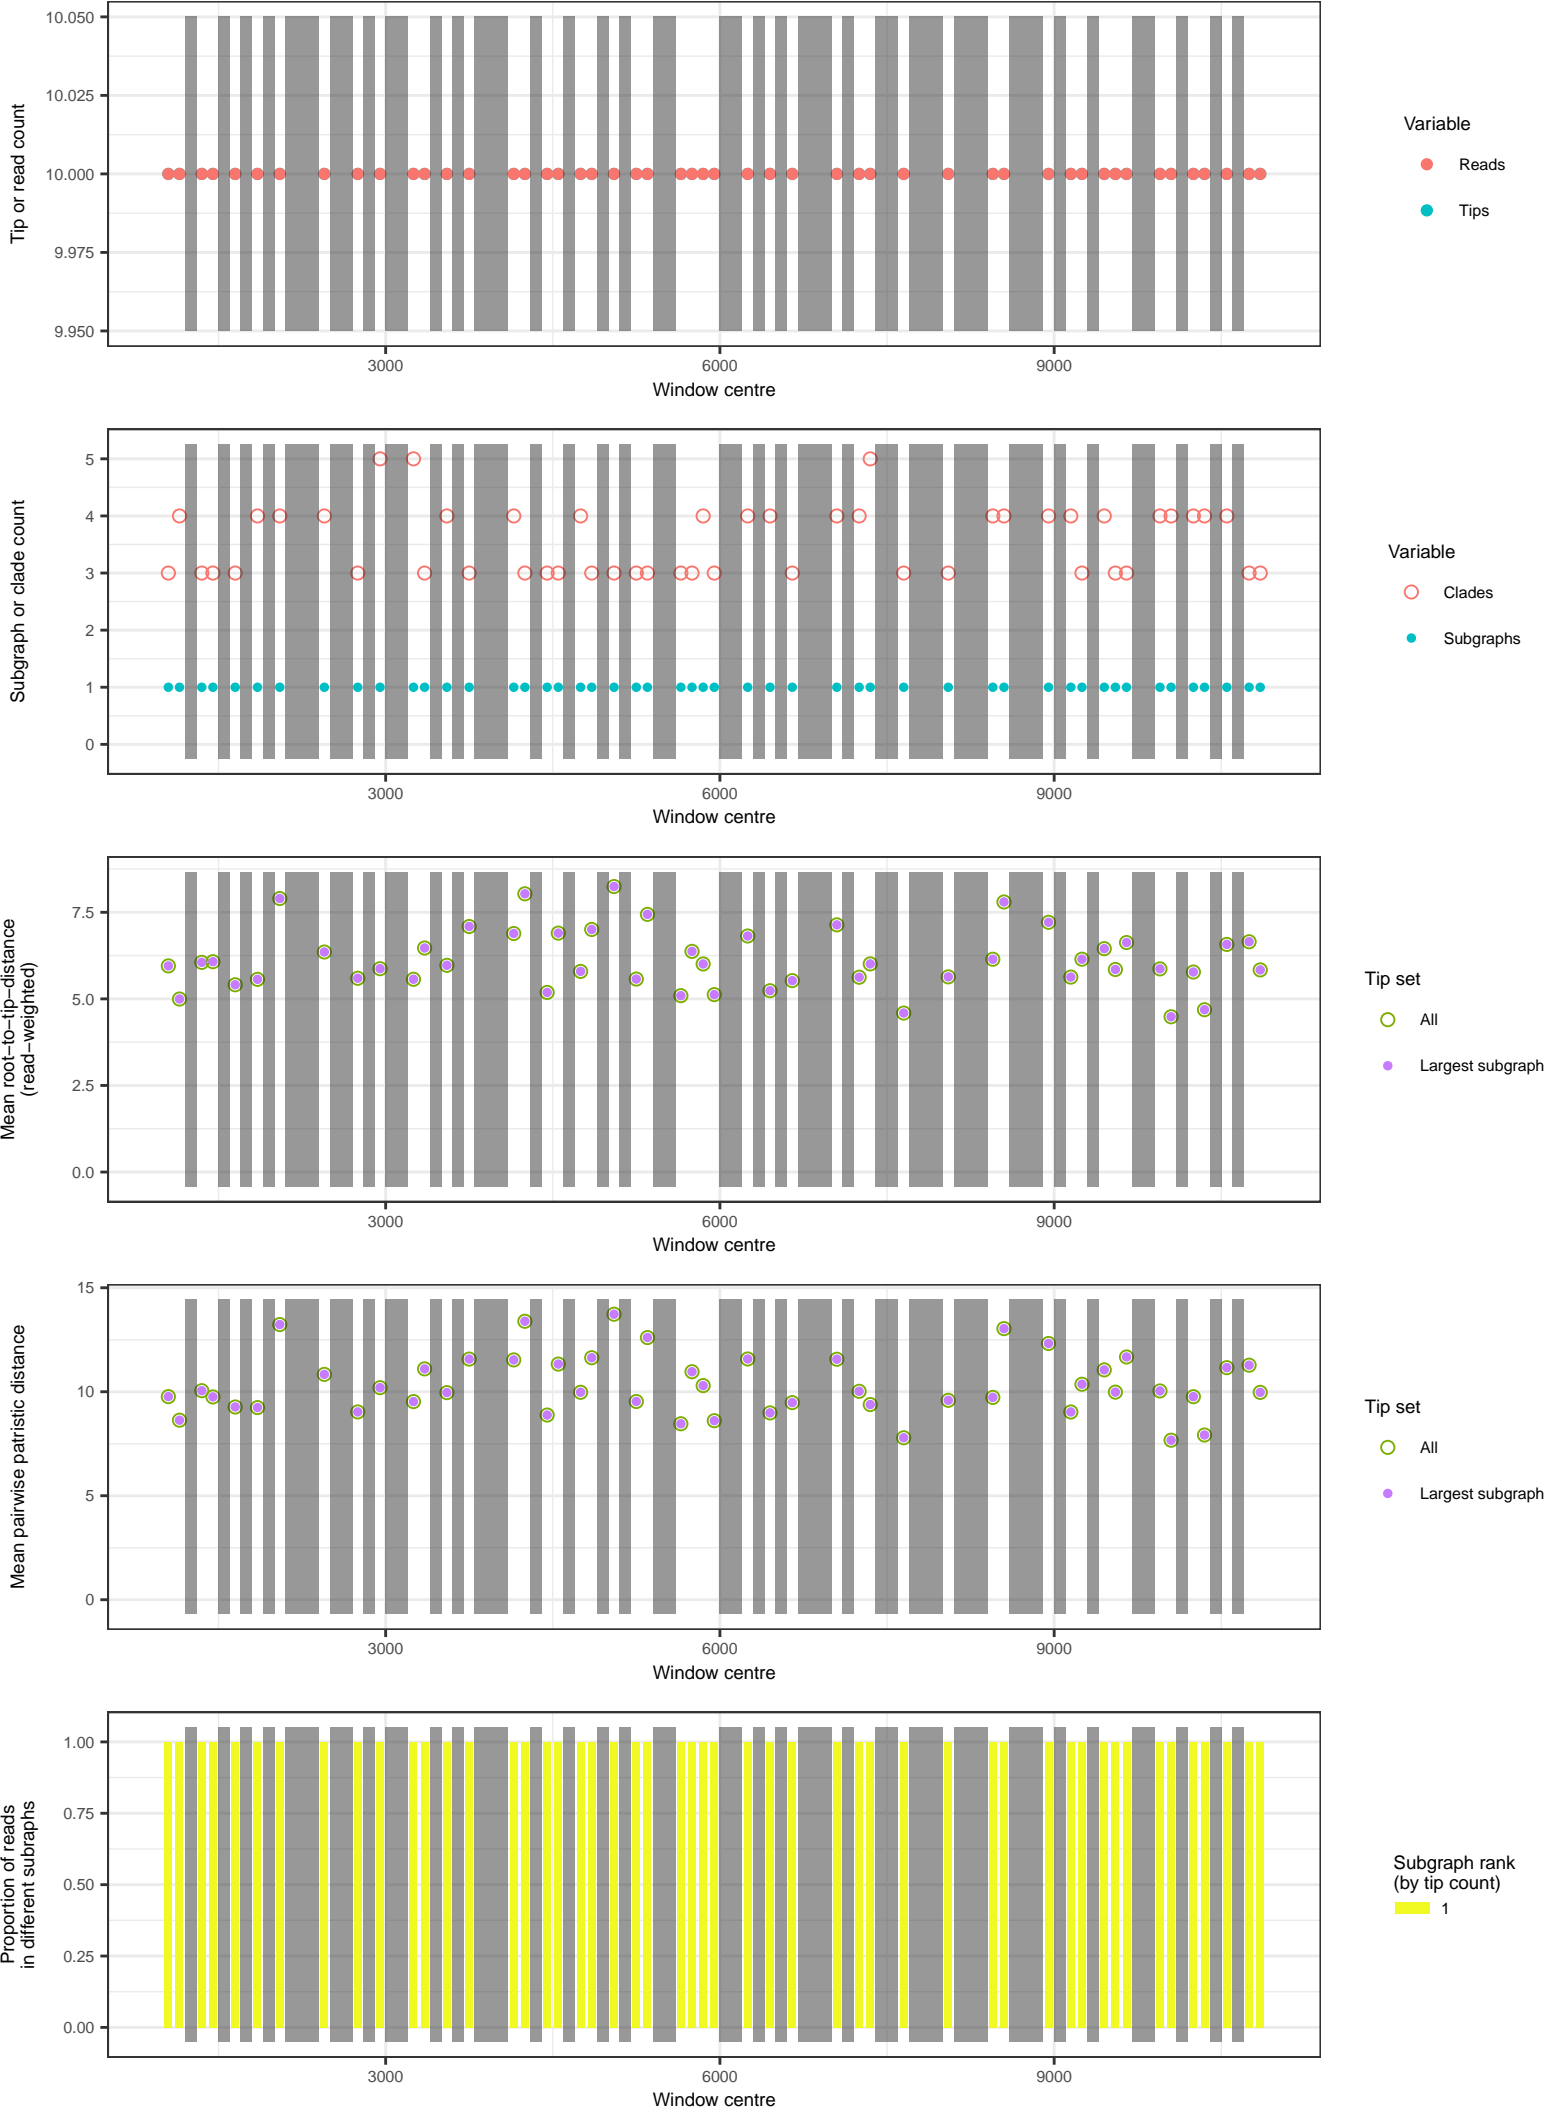 10.050
10.025
10.000
9.975
9.950
Tip or read count
3000 6000 9000
Window centre
Variable
Reads
Tips
5
4
3
2
1
0
Subgraph or clade count
3000 6000 9000
Window centre
Variable
Clades
Subgraphs
7.5
5.0
2.5
0.0
Mean root−to−tip−distance
(read−weighted)
3000 6000 9000
Window centre
Tip set
All
Largest subgraph
15
10
5
0
Mean pairwise patristic distance
3000 6000 9000
Window centre
Tip set
All
Largest subgraph
1.00
0.75
0.50
0.25
0.00
Proportion of reads
in different subraphs
3000 6000 9000
Window centre
Subgraph rank
(by tip count)
1